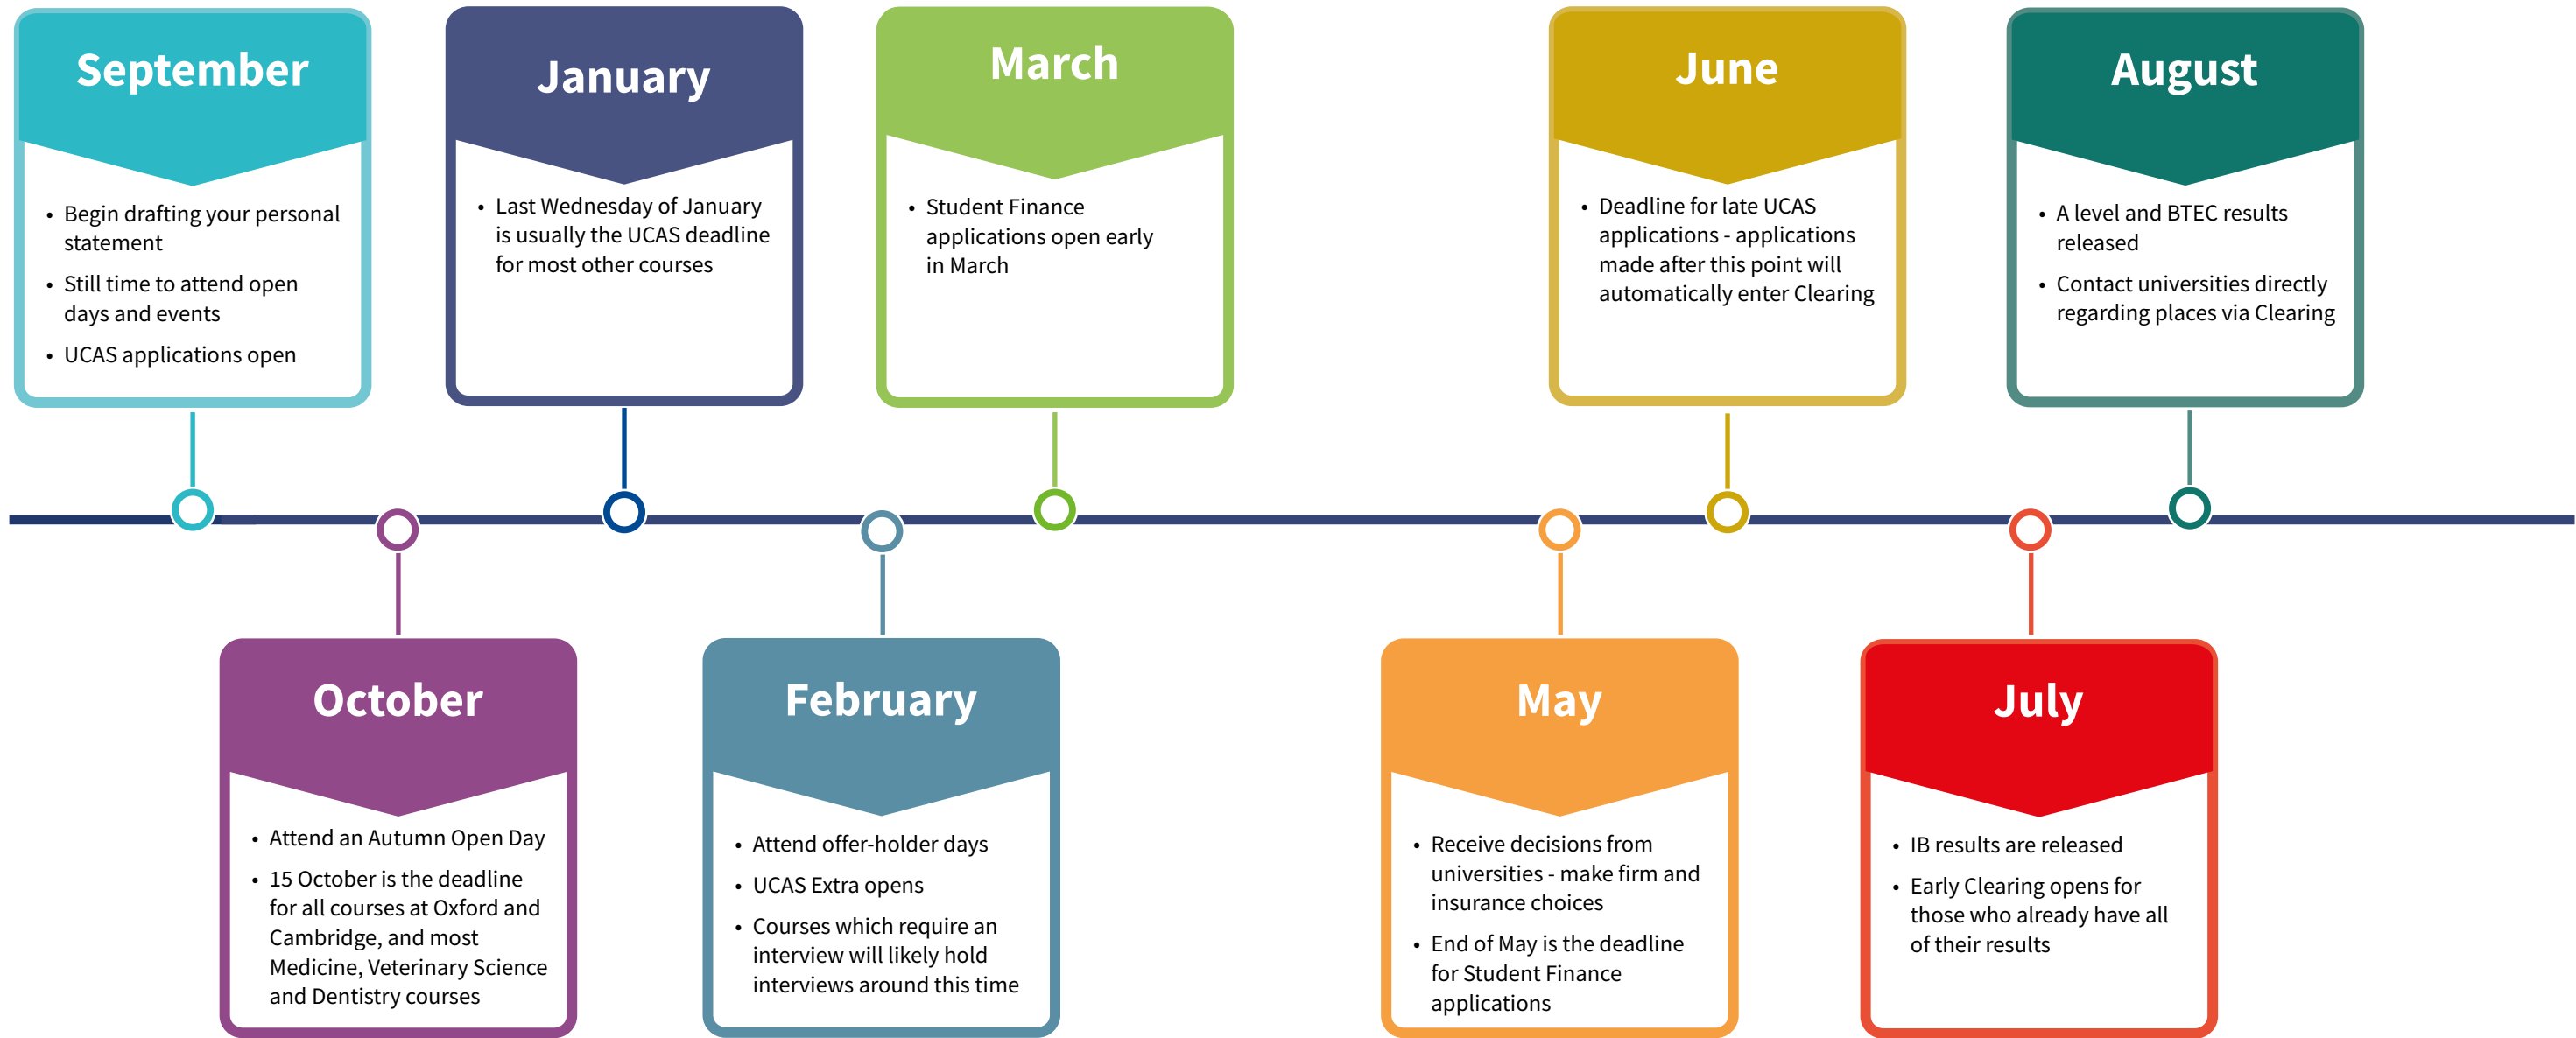 September
• Begin drafting your personal
statement
• Still time to attend open
days and events
• UCAS applications open
October
• Attend an Autumn Open Day
• 15 October is the deadline
for all courses at Oxford and
Cambridge, and most
Medicine, Veterinary Science
and Dentistry courses
January
• Last Wednesday of January
is usually the UCAS deadline
for most other courses
February
• Attend offer-holder days
• UCAS Extra opens
• Courses which require an
interview will likely hold
interviews around this time
March
• Student Finance
applications open early
in March
May
• Receive decisions from
universities - make firm and
insurance choices
• End of May is the deadline
for Student Finance
applications
June
• Deadline for late UCAS
applications - applications
made after this point will
automatically enter Clearing
July
• IB results are released
• Early Clearing opens for
those who already have all
of their results
August
• A level and BTEC results
released
• Contact universities directly
regarding places via Clearing